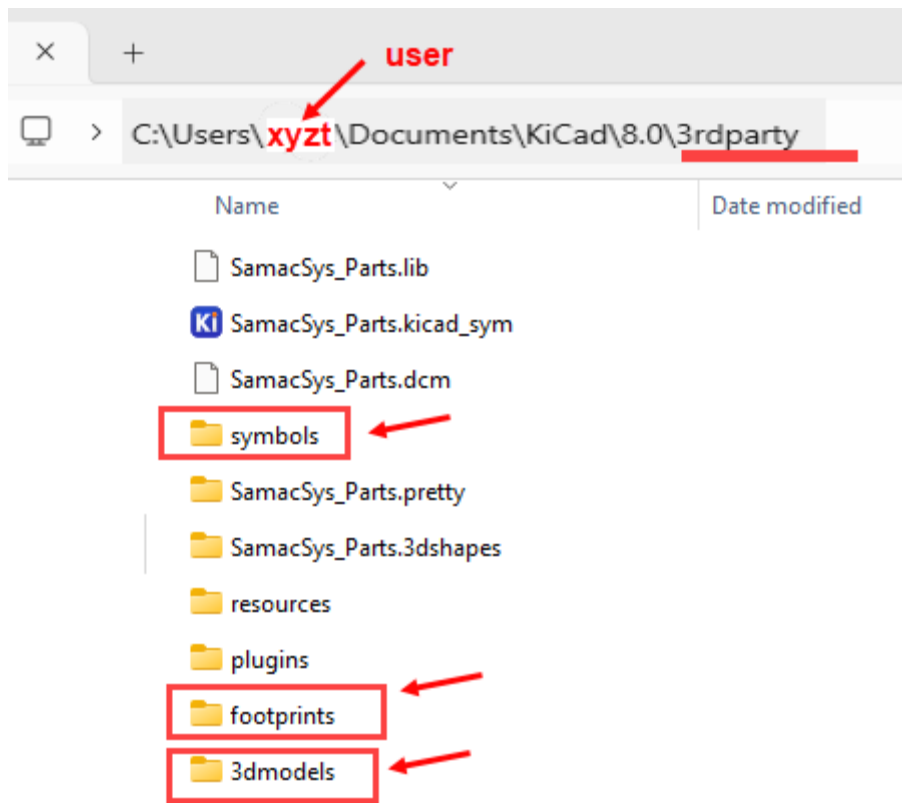 user
C:\Users\xyzt\Documents\KiCad\8.0\3rdparty
Name Date modified
SamacSys_Parts.lib
Ki SamacSys_Parts.kicad_sym
SamacSys_Parts.dcm
symbols
SamacSys_Parts.pretty
SamacSys_Parts.3dshapes
resources
plugins
footprints
3dmodels